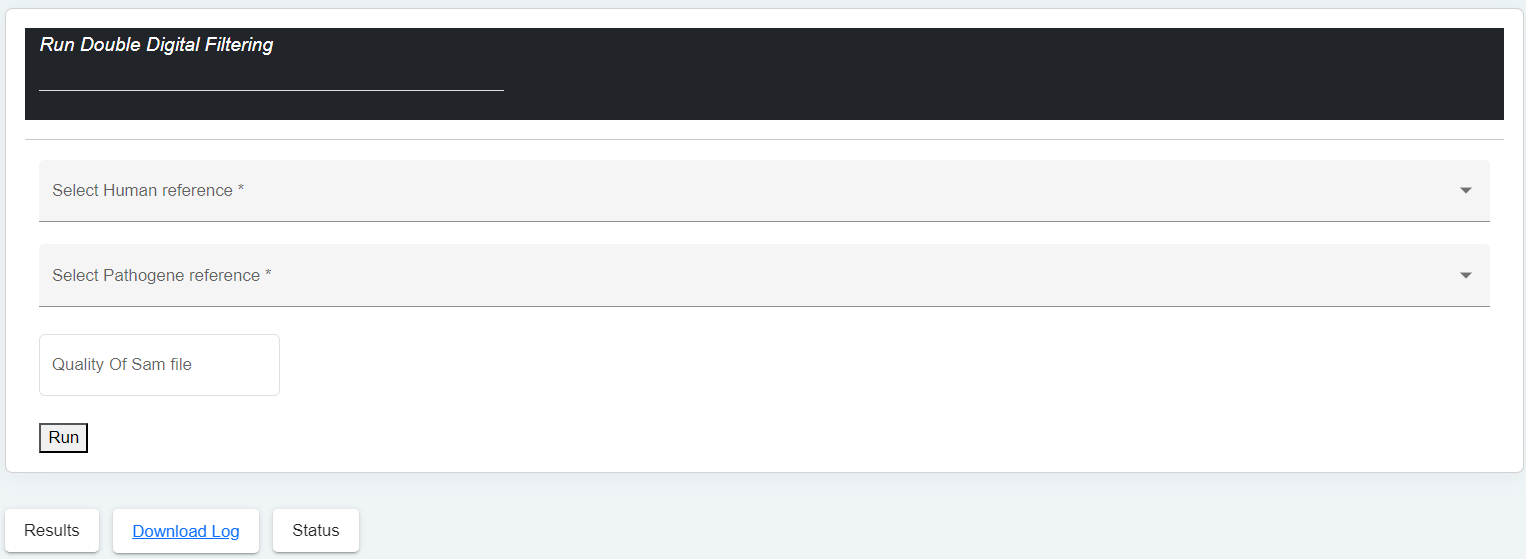 Run Double Digital Filtering
Select Human reference *
Select Pathogene reference *
Quality Of Sam file
Run
Results Download Log Status